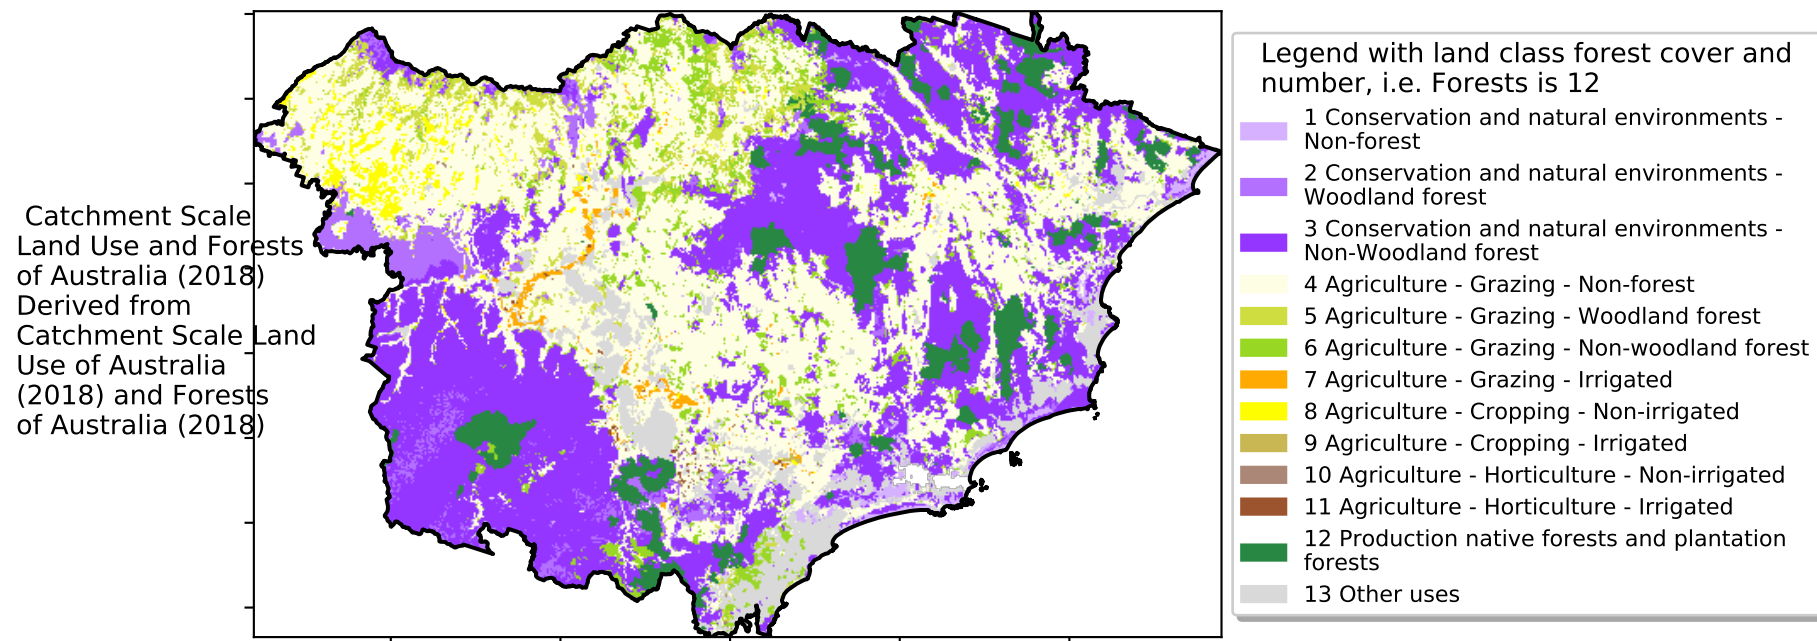 Catchment Scale
Land Use and Forests
of Australia (2018)
Derived from
Catchment Scale Land
Use of Australia
(2018) and Forests
of Australia (2018)
Legend with land class forest cover and
number, i.e. Forests is 12
1 Conservation and natural environments -
Non-forest
2 Conservation and natural environments -
Woodland forest
3 Conservation and natural environments -
Non-Woodland forest
4 Agriculture - Grazing - Non-forest
5 Agriculture - Grazing - Woodland forest
6 Agriculture - Grazing - Non-woodland forest
7 Agriculture - Grazing - Irrigated
8 Agriculture - Cropping - Non-irrigated
9 Agriculture - Cropping - Irrigated
10 Agriculture - Horticulture - Non-irrigated
11 Agriculture - Horticulture - Irrigated
12 Production native forests and plantation
forests
13 Other uses